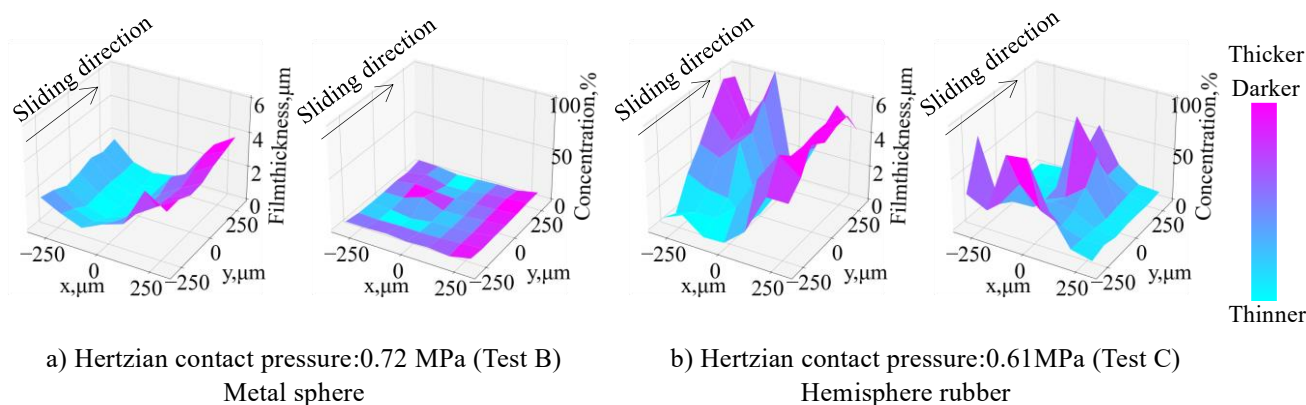 Sliding direction
6
4
2
0
Filmthickness,μm
−250
0
250
x,μm
250
0
−250
y,μm
Sliding direction
100
50
0
Concentration,%
−250
0
250
x,μm
250
0
−250
y,μm
Sliding direction
6
4
2
0
Filmthickness,μm
−250
0
250
x,μm
250
0
−250
y,μm
Sliding direction
100
50
0
Concentration,%
−250
0
250
x,μm
250
0
−250
y,μm
Thicker
Darker
Thinner
a) Hertzian contact pressure:0.72 MPa (Test B)
Metal sphere
b) Hertzian contact pressure:0.61MPa (Test C)
Hemisphere rubber